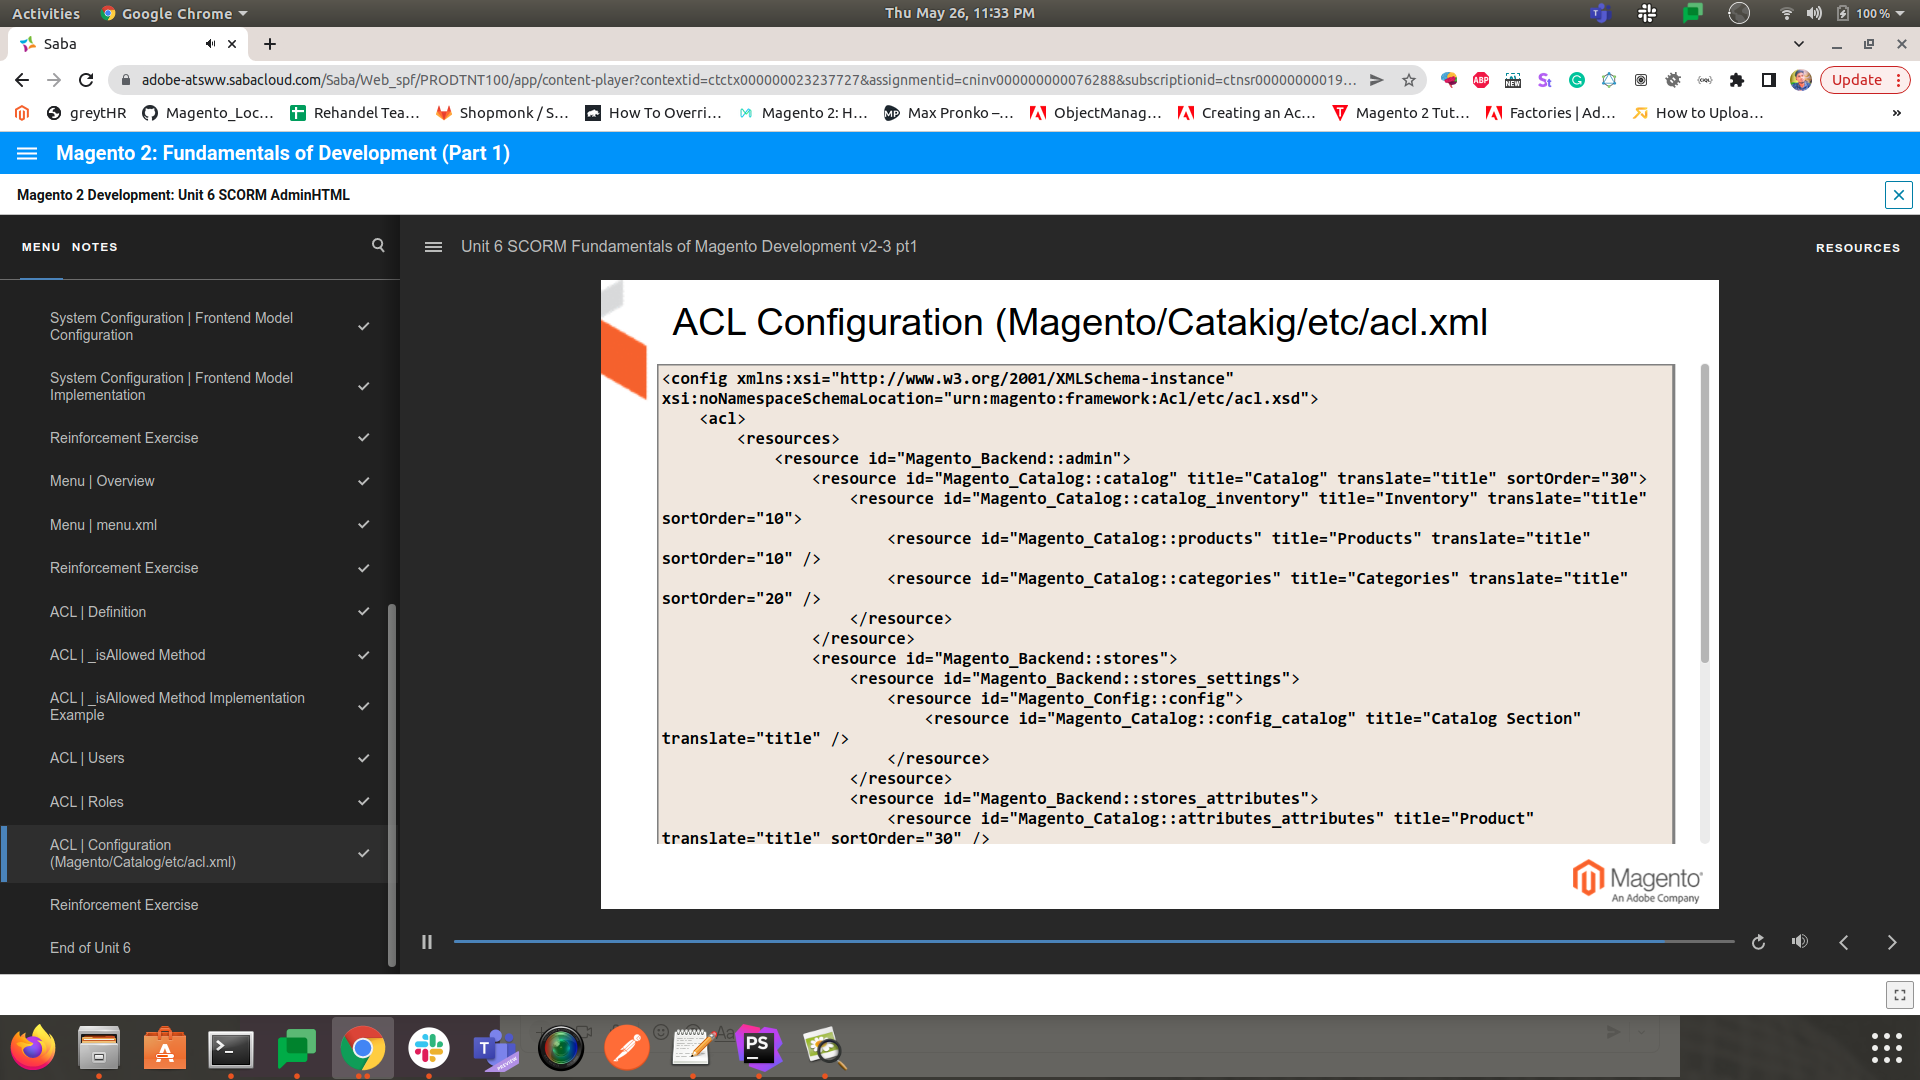 Activities Google Chrome Thu May 26, 11:33 PM 100 %
Saba
adobe-atsww.sabacloud.com/Saba/Web_spf/PRODTNT100/app/content-player?contextid=ctctx000000023237727&assignmentid=cninv000000000076288&subscriptionid=ctnsr00000000019... ABP NEW St Update
greytHR Magento_Loc... Rehandel Tea... Shopmonk / S... How To Overri... Magento 2: H... Max Pronko –... ObjectManag... Creating an Ac... Magento 2 Tut... Factories | Ad... How to Uploa... »
Magento 2: Fundamentals of Development (Part 1)
Magento 2 Development: Unit 6 SCORM AdminHTML
MENU NOTES
Unit 6 SCORM Fundamentals of Magento Development v2-3 pt1
RESOURCES
System Configuration | Frontend Model
Configuration
System Configuration | Frontend Model
Implementation
Reinforcement Exercise
Menu | Overview
Menu | menu.xml
Reinforcement Exercise
ACL | Definition
ACL | _isAllowed Method
ACL | _isAllowed Method Implementation
Example
ACL | Users
ACL | Roles
ACL | Configuration
(Magento/Catalog/etc/acl.xml)
Reinforcement Exercise
End of Unit 6
ACL Configuration (Magento/Catakig/etc/acl.xml
<config xmlns:xsi="http://www.w3.org/2001/XMLSchema-instance"
xsi:noNamespaceSchemaLocation="urn:magento:framework:Acl/etc/acl.xsd">
<acl>
<resources>
<resource id="Magento_Backend::admin">
<resource id="Magento_Catalog::catalog" title="Catalog" translate="title" sortOrder="30">
<resource id="Magento_Catalog::catalog_inventory" title="Inventory" translate="title"
sortOrder="10">
<resource id="Magento_Catalog::products" title="Products" translate="title"
sortOrder="10" />
<resource id="Magento_Catalog::categories" title="Categories" translate="title"
sortOrder="20" />
</resource>
</resource>
<resource id="Magento_Backend::stores">
<resource id="Magento_Backend::stores_settings">
<resource id="Magento_Config::config">
<resource id="Magento_Catalog::config_catalog" title="Catalog Section"
translate="title" />
</resource>
</resource>
<resource id="Magento_Backend::stores_attributes">
<resource id="Magento_Catalog::attributes_attributes" title="Product"
translate="title" sortOrder="30" />
Magento
An Adobe Company
PS